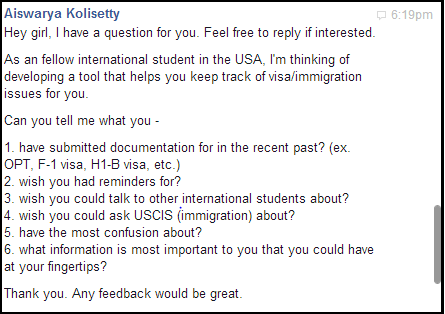 Aiswarya Kolisetty 6:19pm
Hey girl, I have a question for you. Feel free to reply if interested.
As an fellow international student in the USA, I'm thinking of
developing a tool that helps you keep track of visa/immigration
issues for you.
Can you tell me what you -
1. have submitted documentation for in the recent past? (ex.
OPT, F-1 visa, H1-B visa, etc.)
2. wish you had reminders for?
3. wish you could talk to other international students about?
4. wish you could ask USCIS (immigration) about?
5. have the most confusion about?
6. what information is most important to you that you could have
at your fingertips?
Thank you. Any feedback would be great.